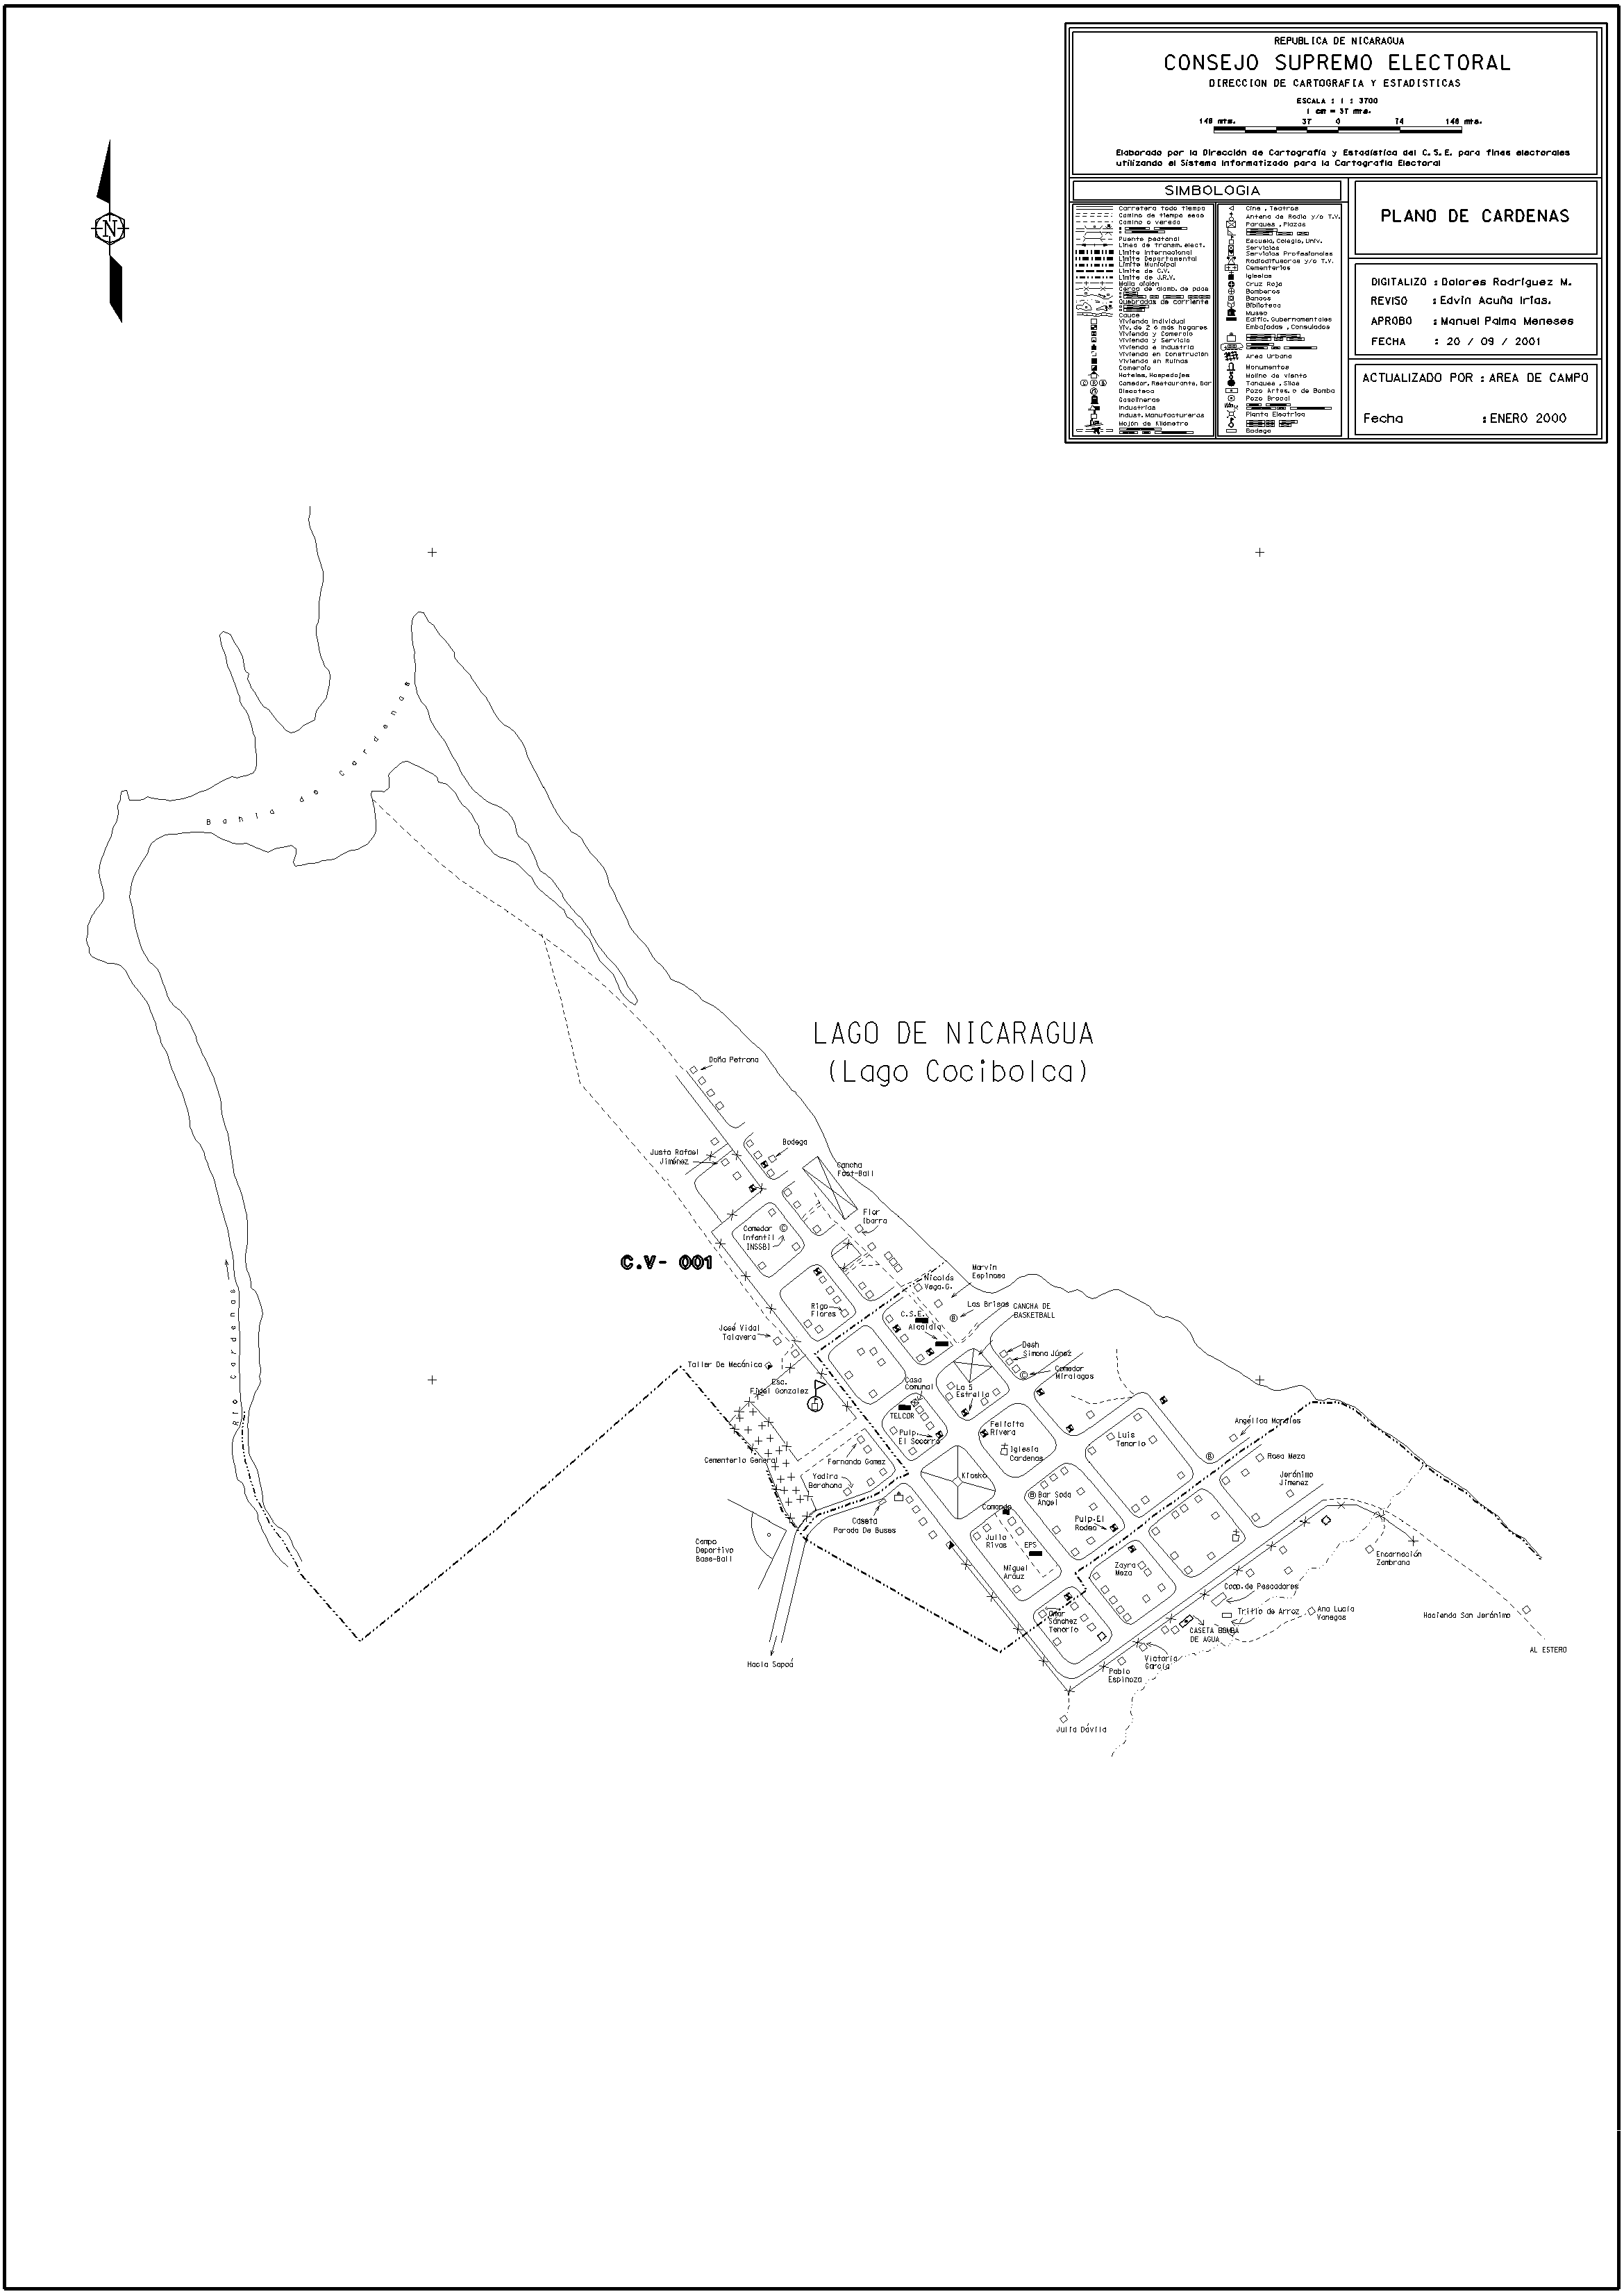 REPUBLICA DE NICARAGUA
CONSEJO SUPREMO ELECTORAL
DIRECCION DE CARTOGRAFIA Y ESTADISTICAS
ESCALA : 1 : 3700
1 cm = 37 mts.
148 mts. 37 0 74 148 mts.
Elaborado por la Dirección de Cartografía y Estadística del C.S.E. para fines electorales
utilizando el Sistema Informatizado para la Cartografía Electoral
SIMBOLOGIA
Carretera todo tiempo
Camino de tiempo seco
Camino o vereda
Puente peatonal
Linea de transm. elect.
Limite Internacional
Limite Departamental
Limite Municipal
Limite de C.V.
Limite de J.R.V.
Malla ciclón
Cerca de alamb. de púas
Quebradas de corriente
Cauce
Vivienda Individual
Viv. de 2 ó más hogares
Vivienda y Comercio
Vivienda y Servicio
Vivienda e Industria
Vivienda en Construcción
Vivienda en Ruinas
Comercio
Hoteles, Hospedajes
Comedor, Restaurante, Bar
Discoteca
Gasolineras
Industrias
Indust. Manufactureras
Mojón de Kilómetro
Cine , Teatros
Antena de Radio y/o T.V.
Parques , Plazas
Escuela, Colegio, Univ.
Servicios
Servicios Profesionales
Radiodifusoras y/o T.V.
Cementerios
Iglesias
Cruz Roja
Bomberos
Bancos
Biblioteca
Museo
Edific. Gubernamentales
Embajadas , Consulados
Area Urbana
Monumentos
Molino de viento
Tanques , Silos
Pozo Artes. o de Bomba
Pozo Brocal
Planta Electrica
Bodega
PLANO DE CARDENAS
DIGITALIZO : Dolores Rodríguez M.
REVISO : Edvin Acuña Irías.
APROBO : Manuel Palma Meneses
FECHA : 20 / 09 / 2001
ACTUALIZADO POR : AREA DE CAMPO
Fecha : ENERO 2000
N
Bahía de Cardenas
LAGO DE NICARAGUA
(Lago Cocibolca)
Doña Petrona
Bodega
Justo Rafael
Jiménez
Cancha
Foot-Ball
Flor
Ibarra
Comedor
Infantil
INSSBI
C.V- 001
Nicolás
Vega.G.
Marvin
Espinoza
Rigo
Flores
C.S.E.
Alcaldía
Las Brisas
CANCHA DE
BASKETBALL
José Vidal
Talavera
Taller De Mecánica
Desh
Simona Júnez
Comedor
Miralagos
Esc.
Fidel Gonzalez
Casa
Comunal
La 5
Estrella
TELCOR
Pulp.
El Socorro
Felicita
Rivera
Iglesia
Cardenas
Luis
Tenorio
Angélica Morales
Rosa Meza
Jerónimo
Jimenez
Cementerio General
Fernando Gomez
Yadira
Barahona
Kiosko
Bar Soda
Angel
Comando
Pulp. El
Rodeo
Caseta
Parada De Buses
Campo
Deportivo
Base-Ball
Julio
Rivas
EPS
Miguel
Aráuz
Zayra
Meza
Encarnación
Zambrana
Coop. de Pescadores
Omar
Sánchez
Tenorio
Trillo de Arroz
Ana Lucía
Vanegas
Hacienda San Jerónimo
CASETA BOMBA
DE AGUA
AL ESTERO
Victoria
García
Pablo
Espinoza
Hacia Sapoá
Julia Dávila
Río Cardenas